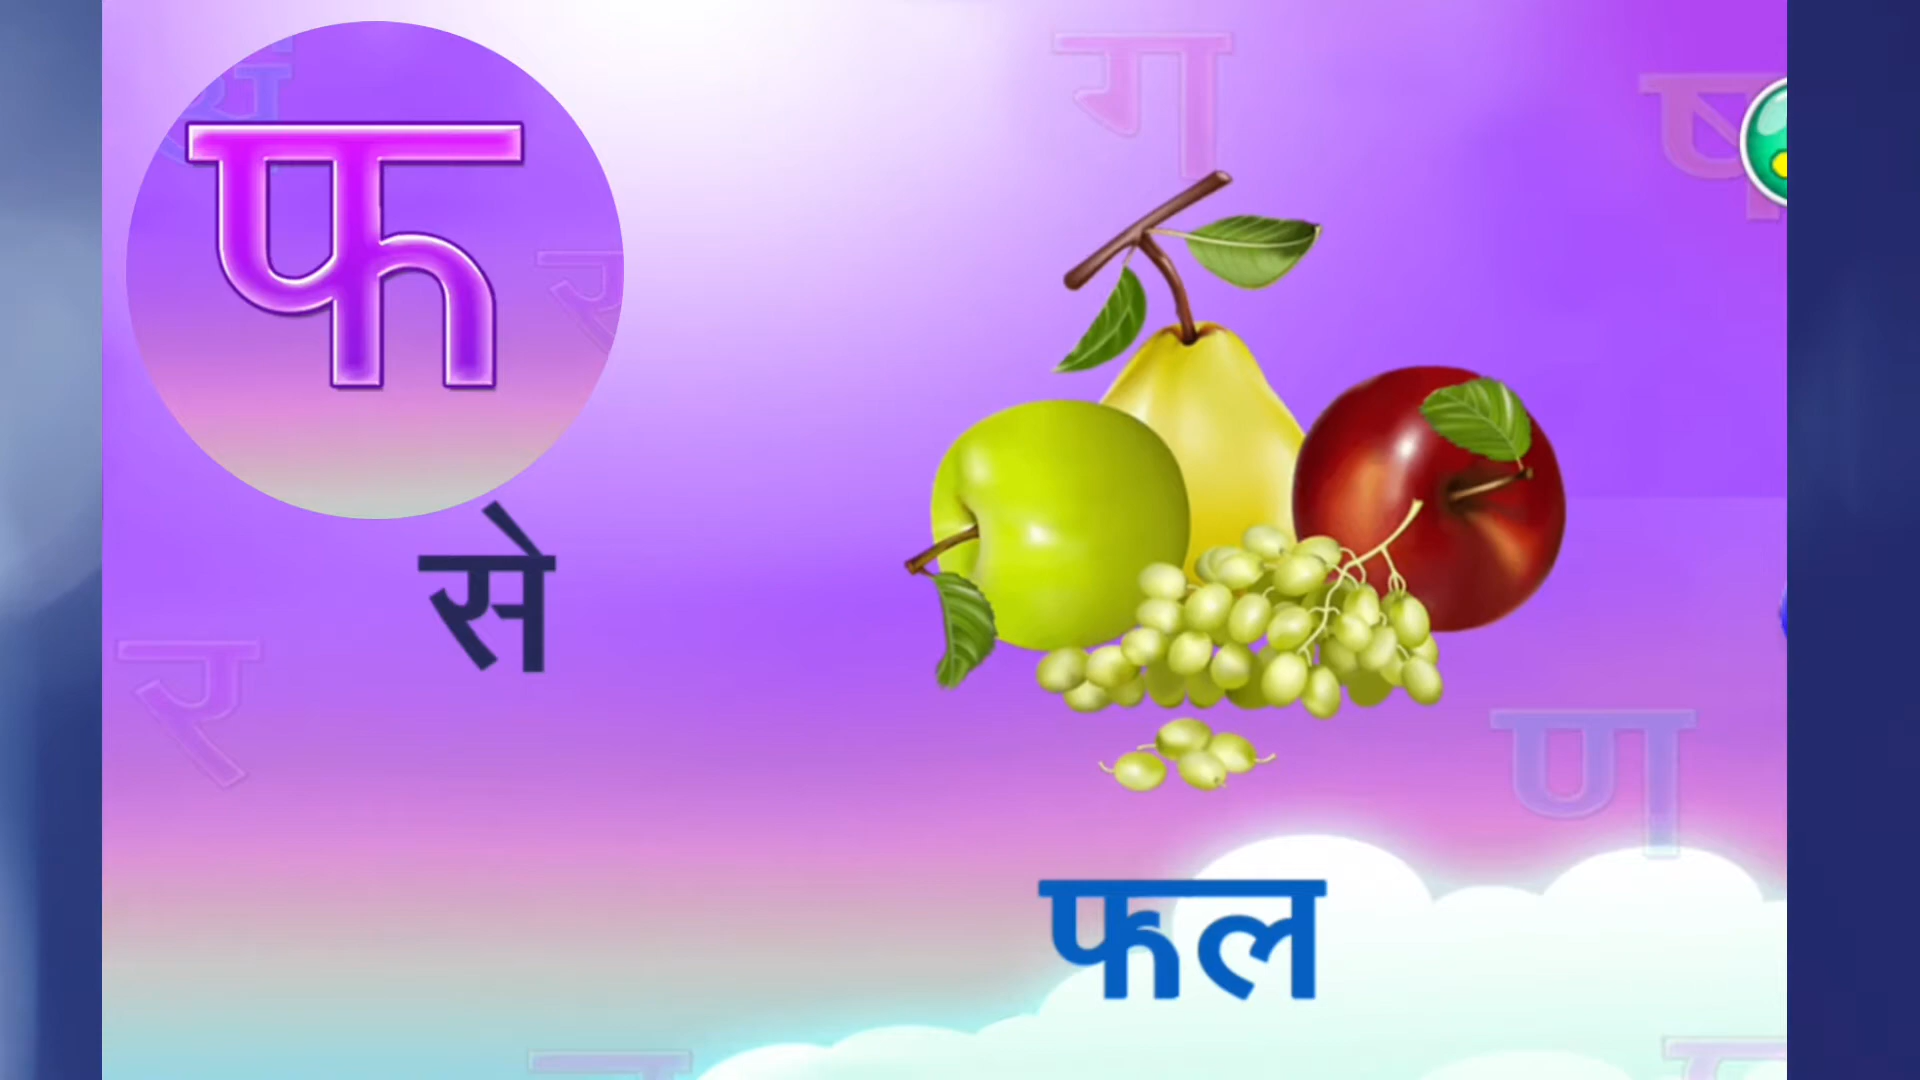 फ
से
फल
ग
ष
र
र
ण